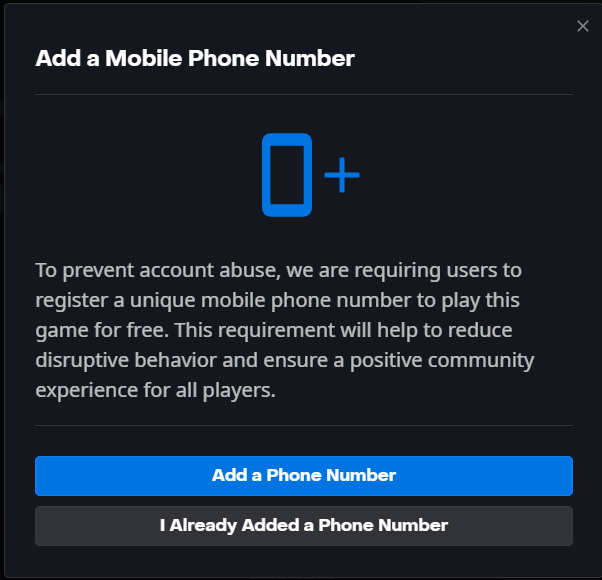 Add a Mobile Phone Number
To prevent account abuse, we are requiring users to
register a unique mobile phone number to play this
game for free. This requirement will help to reduce
disruptive behavior and ensure a positive community
experience for all players.
Add a Phone Number
I Already Added a Phone Number